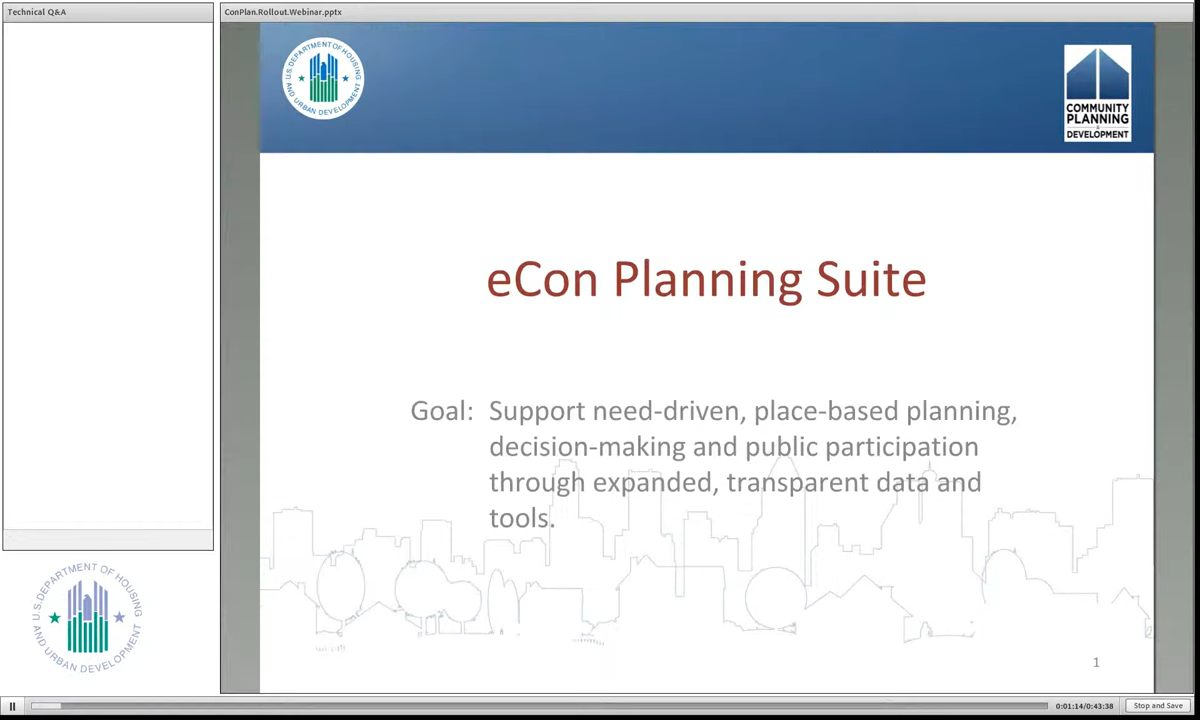 Technical Q&A
ConPlan.Rollout.Webinar.pptx
U.S. DEPARTMENT OF HOUSING
AND URBAN DEVELOPMENT
COMMUNITY
PLANNING
&
DEVELOPMENT
eCon Planning Suite
Goal: Support need-driven, place-based planning,
decision-making and public participation
through expanded, transparent data and
tools.
1
U.S. DEPARTMENT OF HOUSING
AND URBAN DEVELOPMENT
0:01:14/0:43:38
Stop and Save